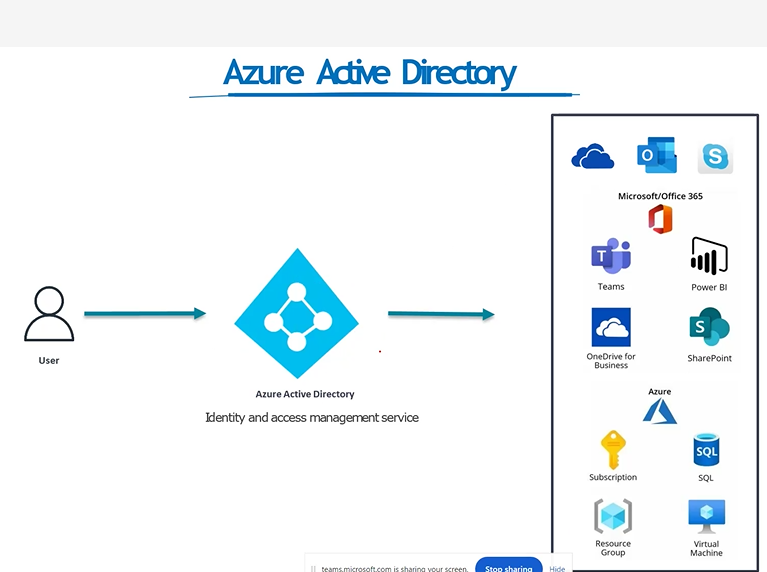 Azure Active Directory
O
S
Microsoft/Office 365
T
Teams
Power BI
S
OneDrive for
Business
SharePoint
User
Azure Active Directory
Identity and access management service
Azure
SQL
Subscription
SQL
Resource
Group
Virtual
Machine
teams.microsoft.com is sharing your screen.
Stop sharing
Hide